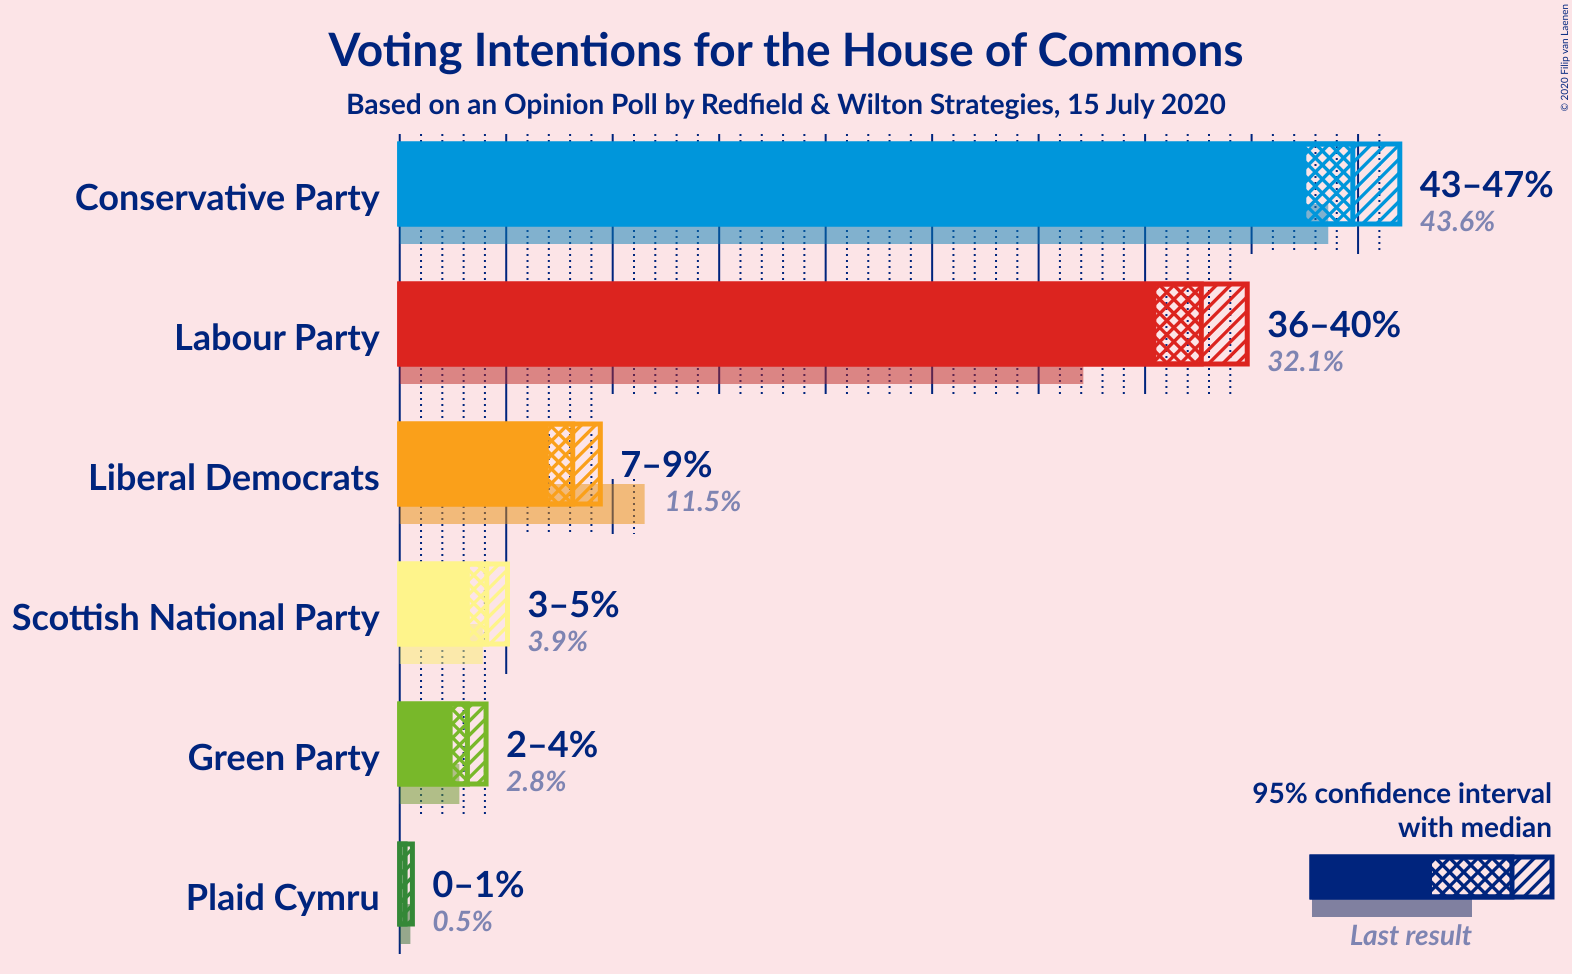 Voting Intentions for the House of Commons
Based on an Opinion Poll by Redfield & Wilton Strategies, 15 July 2020
© 2020 Filip van Laenen
Conservative Party
43–47%
43.6%
Labour Party
36–40%
32.1%
Liberal Democrats
7–9%
11.5%
Scottish National Party
3–5%
3.9%
Green Party
2–4%
2.8%
Plaid Cymru
0–1%
0.5%
95% confidence interval
with median
Last result